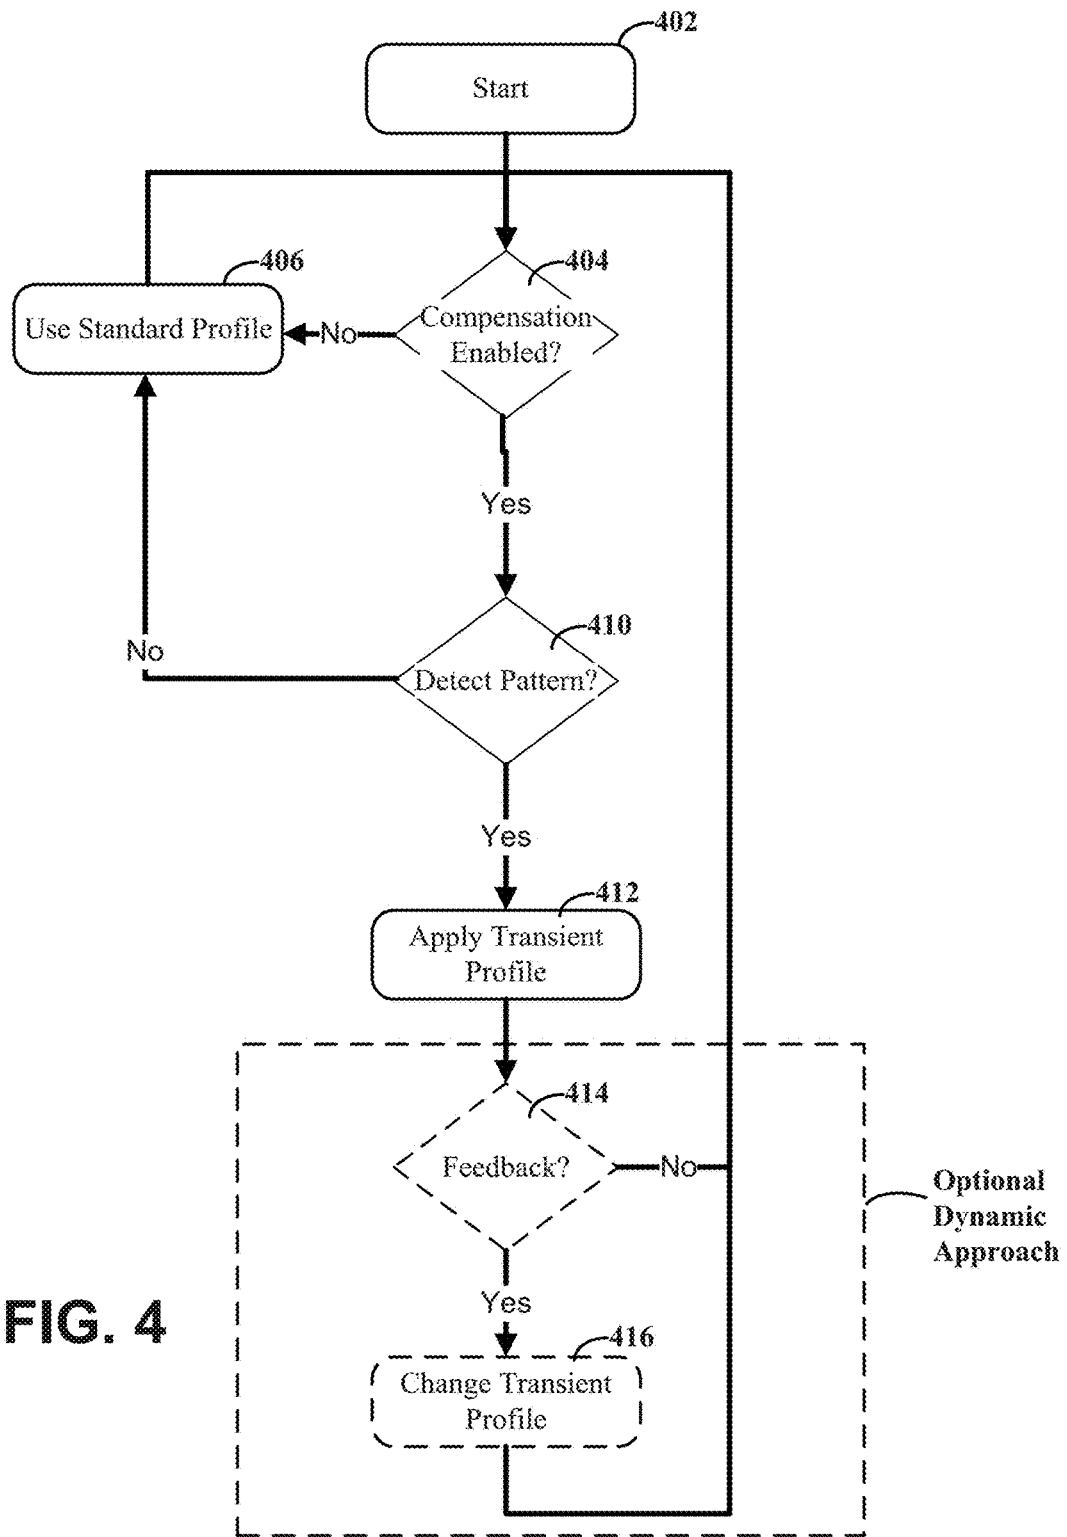 402
Start
406
404
Use Standard Profile
No
Compensation
Enabled?
Yes
410
No
Detect Pattern?
Yes
412
Apply Transient
Profile
414
Feedback?
No
Optional
Dynamic
Approach
Yes
FIG. 4
416
Change Transient
Profile